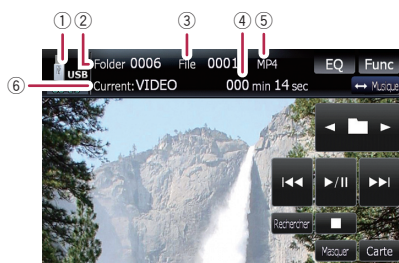 ① ② ③ ④ ⑤
USB Folder 0006 File 0001 MP4 EQ Func
⑥ Current:VIDEO 000 min 14 sec ↔ Musique
Rechercher
Masquer Carte